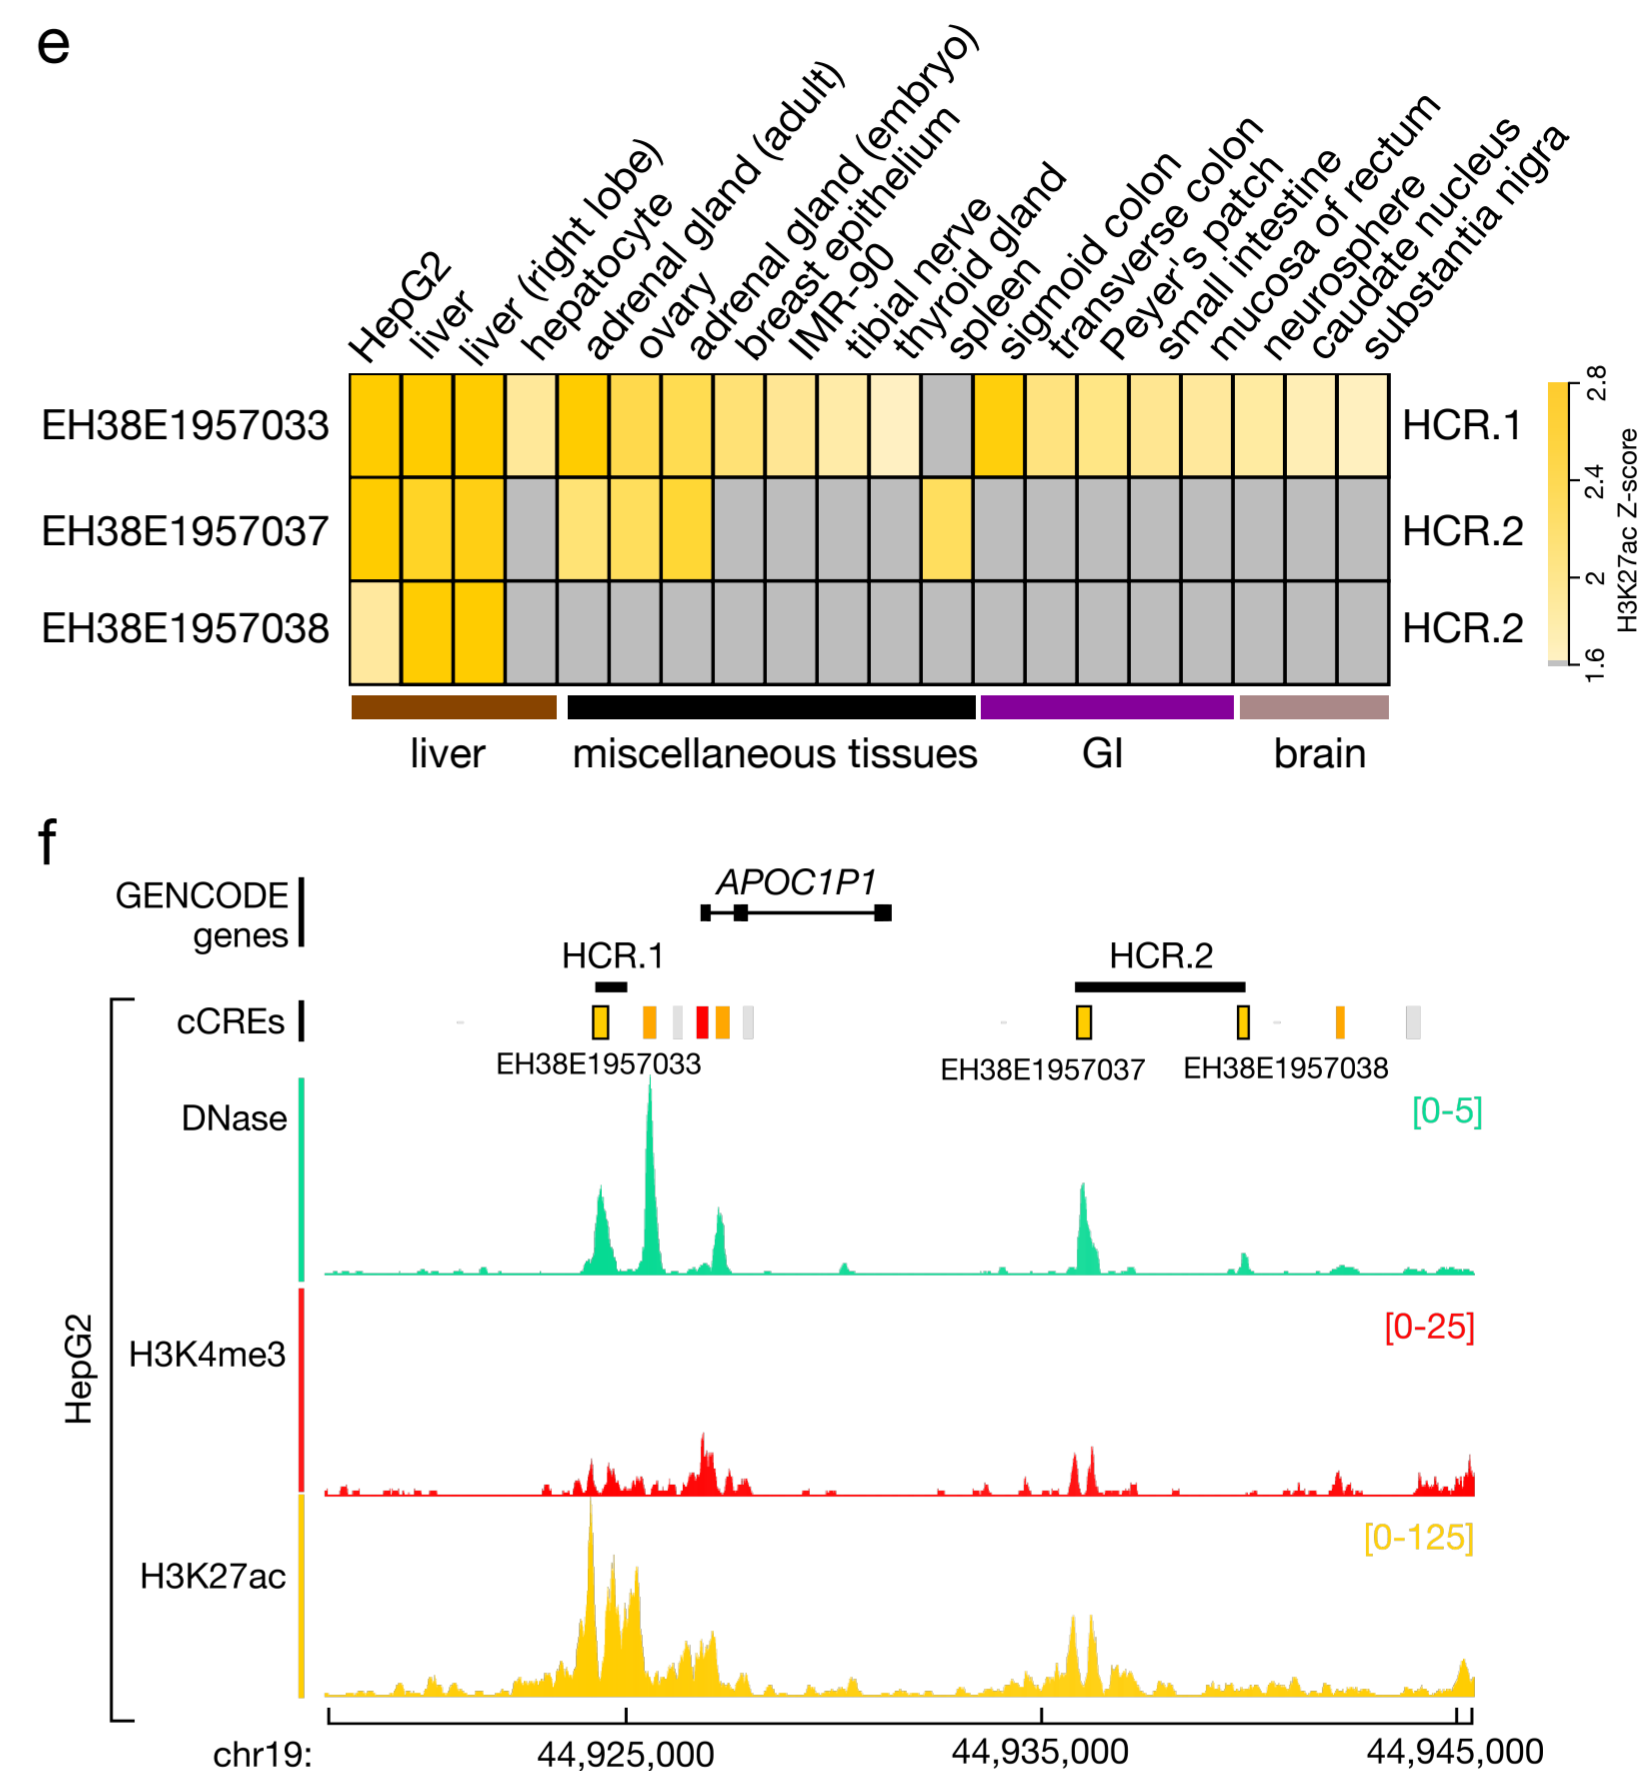 e
HepG2
liver
liver (right lobe)
hepatocyte
adrenal gland (adult)
ovary
adrenal gland (embryo)
breast epithelium
IMR-90
tibial nerve
thyroid gland
spleen
sigmoid colon
transverse colon
Peyer's patch
small intestine
mucosa of rectum
neurosphere
caudate nucleus
substantia nigra
EH38E1957033
HCR.1
EH38E1957037
HCR.2
EH38E1957038
HCR.2
2.8
2.4
2
1.6
H3K27ac Z-score
liver
miscellaneous tissues
GI
brain
f
GENCODE
genes
APOC1P1
HCR.1
HCR.2
cCREs
EH38E1957033
EH38E1957037
EH38E1957038
DNase
[0-5]
HepG2
H3K4me3
[0-25]
H3K27ac
[0-125]
chr19:
44,925,000
44,935,000
44,945,000